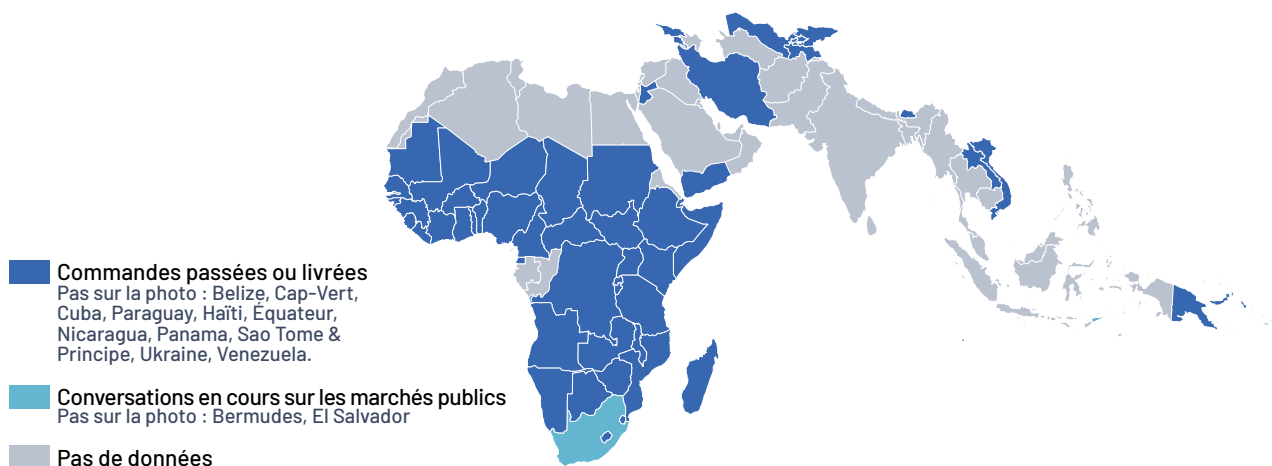 Commandes passées ou livrées
Pas sur la photo : Belize, Cap-Vert,
Cuba, Paraguay, Haïti, Équateur,
Nicaragua, Panama, Sao Tome &
Principe, Ukraine, Venezuela.
Conversations en cours sur les marchés publics
Pas sur la photo : Bermudes, El Salvador
Pas de données